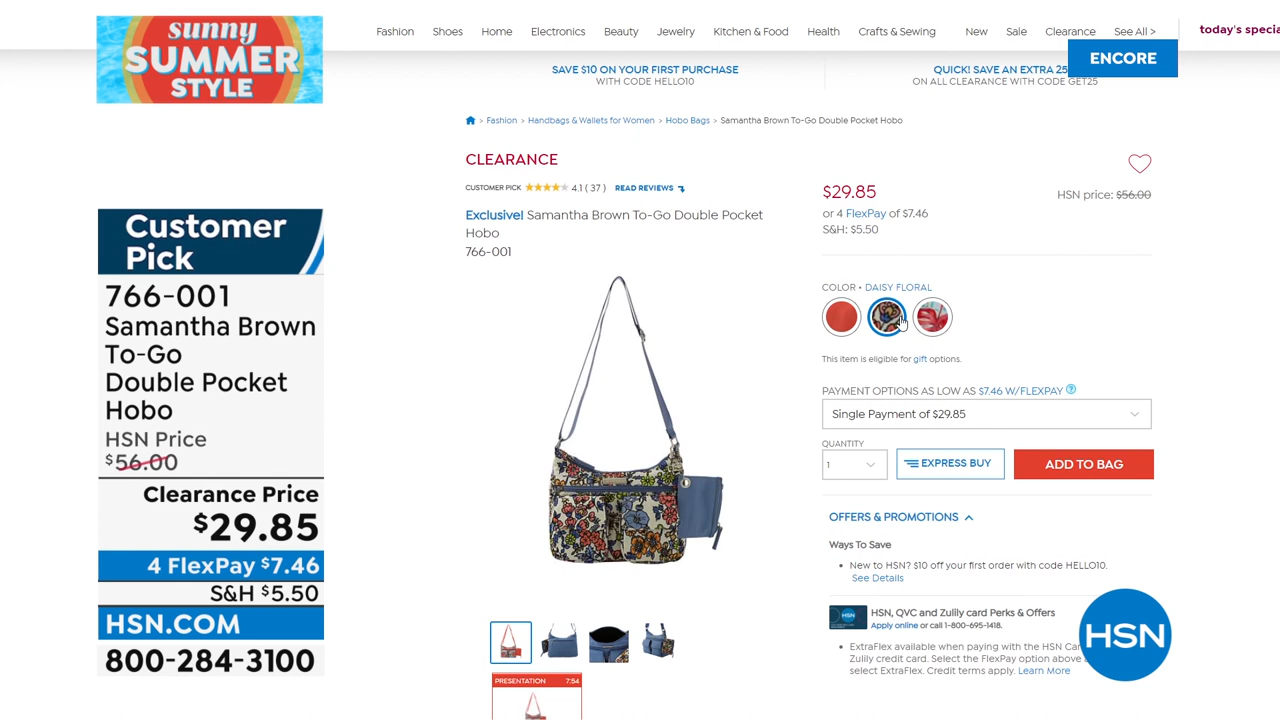 sunny
SUMMER
STYLE
Fashion Shoes Home Electronics Beauty Jewelry Kitchen & Food Health Crafts & Sewing New Sale Clearance See All >
today's
ENCORE
SAVE $10 ON YOUR FIRST PURCHASE
WITH CODE HELLO10
QUICK! SAVE AN EXTRA
ON ALL CLEARANCE WITH CODE GET25
> Fashion > Handbags & Wallets for Women > Hobo Bags > Samantha Brown To-Go Double Pocket Hobo
CLEARANCE
CUSTOMER PICK 4.1 ( 37 ) READ REVIEWS
Exclusive! Samantha Brown To-Go Double Pocket
Hobo
766-001
$29.85
HSN price: $56.00
or 4 FlexPay of $7.46
S&H: $5.50
COLOR • DAISY FLORAL
This item is eligible for gift options.
PAYMENT OPTIONS AS LOW AS $7.46 W/FLEXPAY ?
Single Payment of $29.85
QUANTITY
1
EXPRESS BUY
ADD TO BAG
OFFERS & PROMOTIONS
Ways To Save
• New to HSN? $10 off your first order with code HELLO10.
See Details
HSN
HSN, QVC and Zulily card Perks & Offers
Apply online or call 1-800-695-1418.
• ExtraFlex available when paying with the HSN
Zulily credit card. Select the FlexPay option above
select ExtraFlex. Credit terms apply. Learn More
HSN
PRESENTATION 7:54
Customer
Pick
766-001
Samantha Brown
To-Go
Double Pocket
Hobo
HSN Price
$56.00
Clearance Price
$29.85
4 FlexPay $7.46
S&H $5.50
HSN.COM
800-284-3100